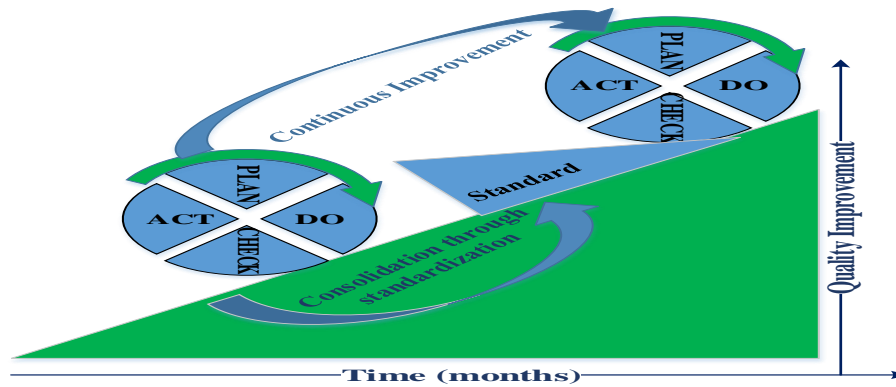 Continuous Improvement
PLAN
ACT
DO
CHECK
PLAN
ACT
DO
CHECK
Standard
Consolidation through
standardization
Quality Improvement
Time (months)